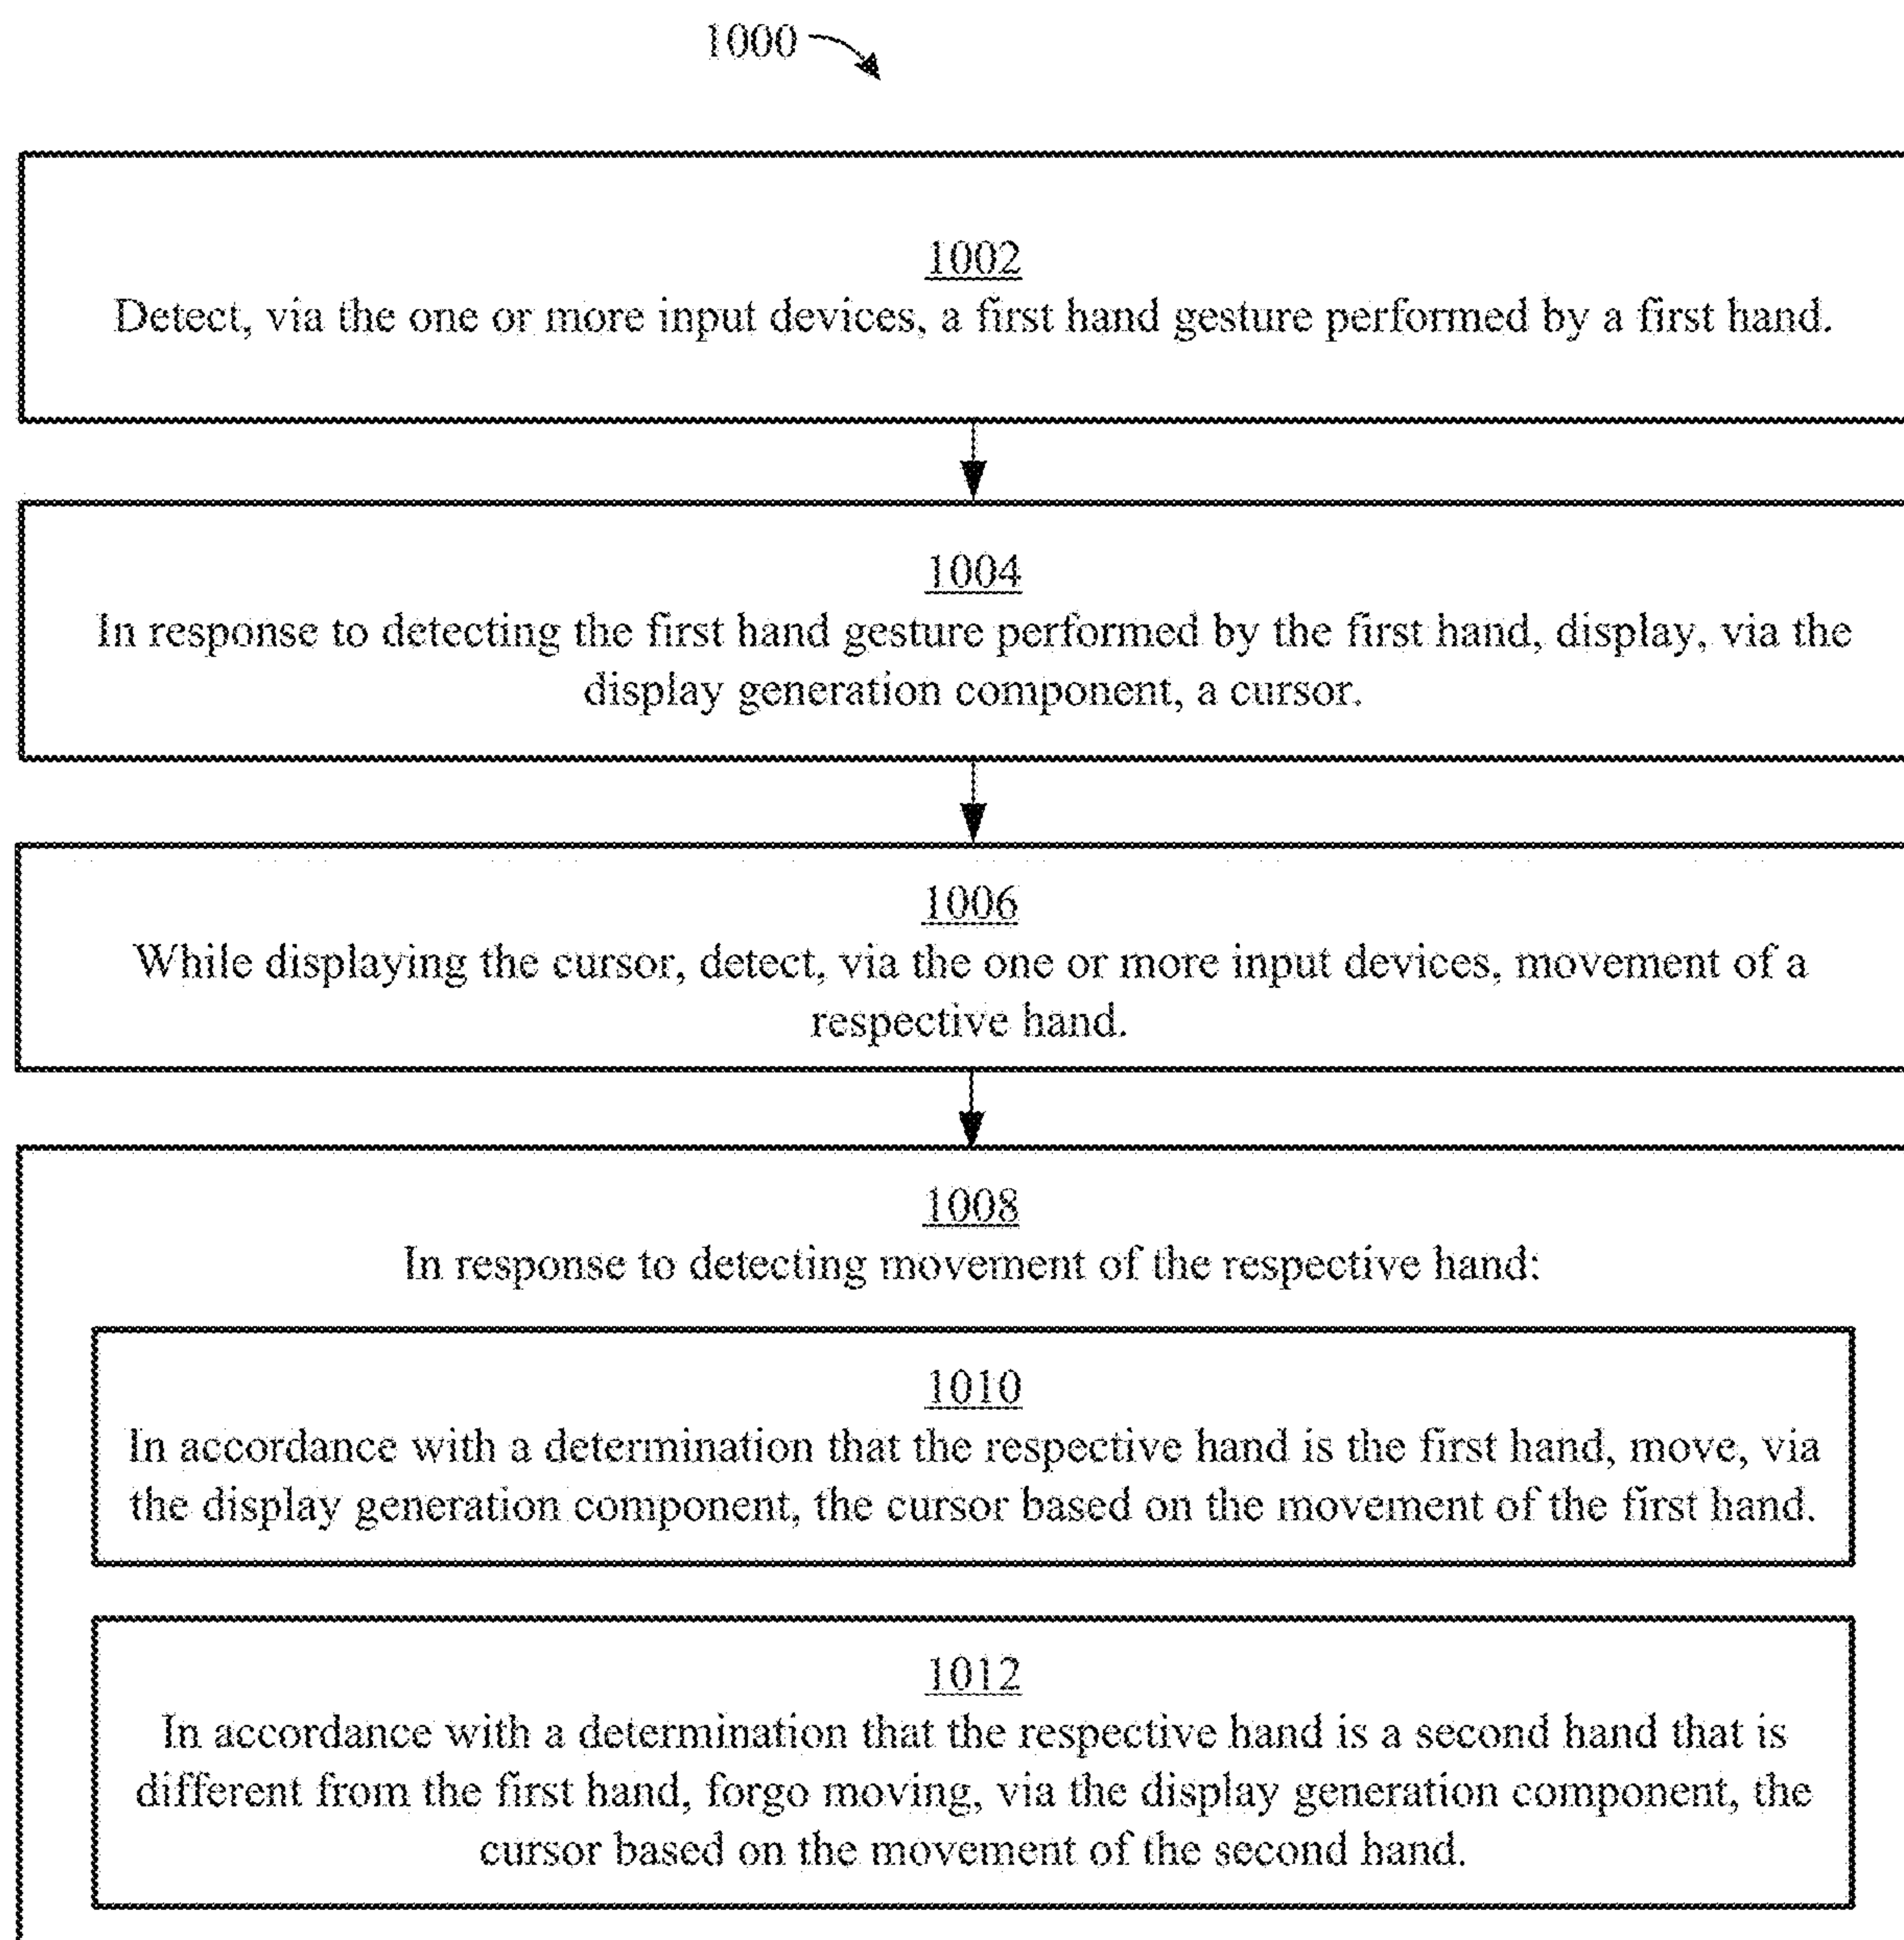 1000
1002
Detect, via the one or more input devices, a first hand gesture performed by a first hand.
1004
In response to detecting the first hand gesture performed by the first hand, display, via the
display generation component, a cursor.
1006
While displaying the cursor, detect, via the one or more input devices, movement of a
respective hand.
1008
In response to detecting movement of the respective hand:
1010
In accordance with a determination that the respective hand is the first hand, move, via
the display generation component, the cursor based on the movement of the first hand.
1012
In accordance with a determination that the respective hand is a second hand that is
different from the first hand, forgo moving, via the display generation component, the
cursor based on the movement of the second hand.